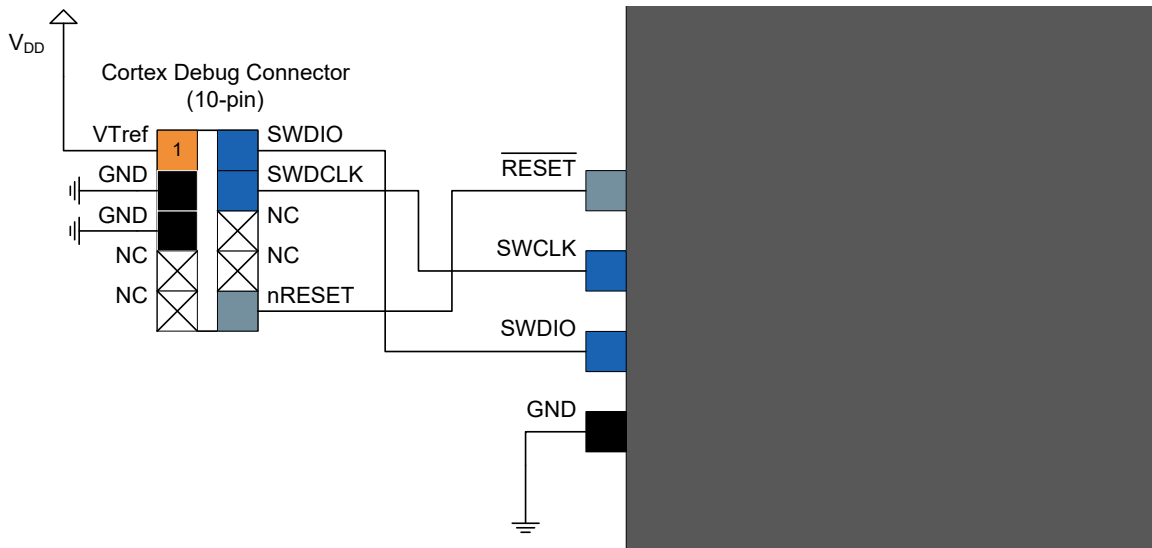 VDD
Cortex Debug Connector
(10-pin)
VTref
1
SWDIO
GND
SWDCLK
GND
NC
NC
NC
NC
nRESET
RESET
SWCLK
SWDIO
GND